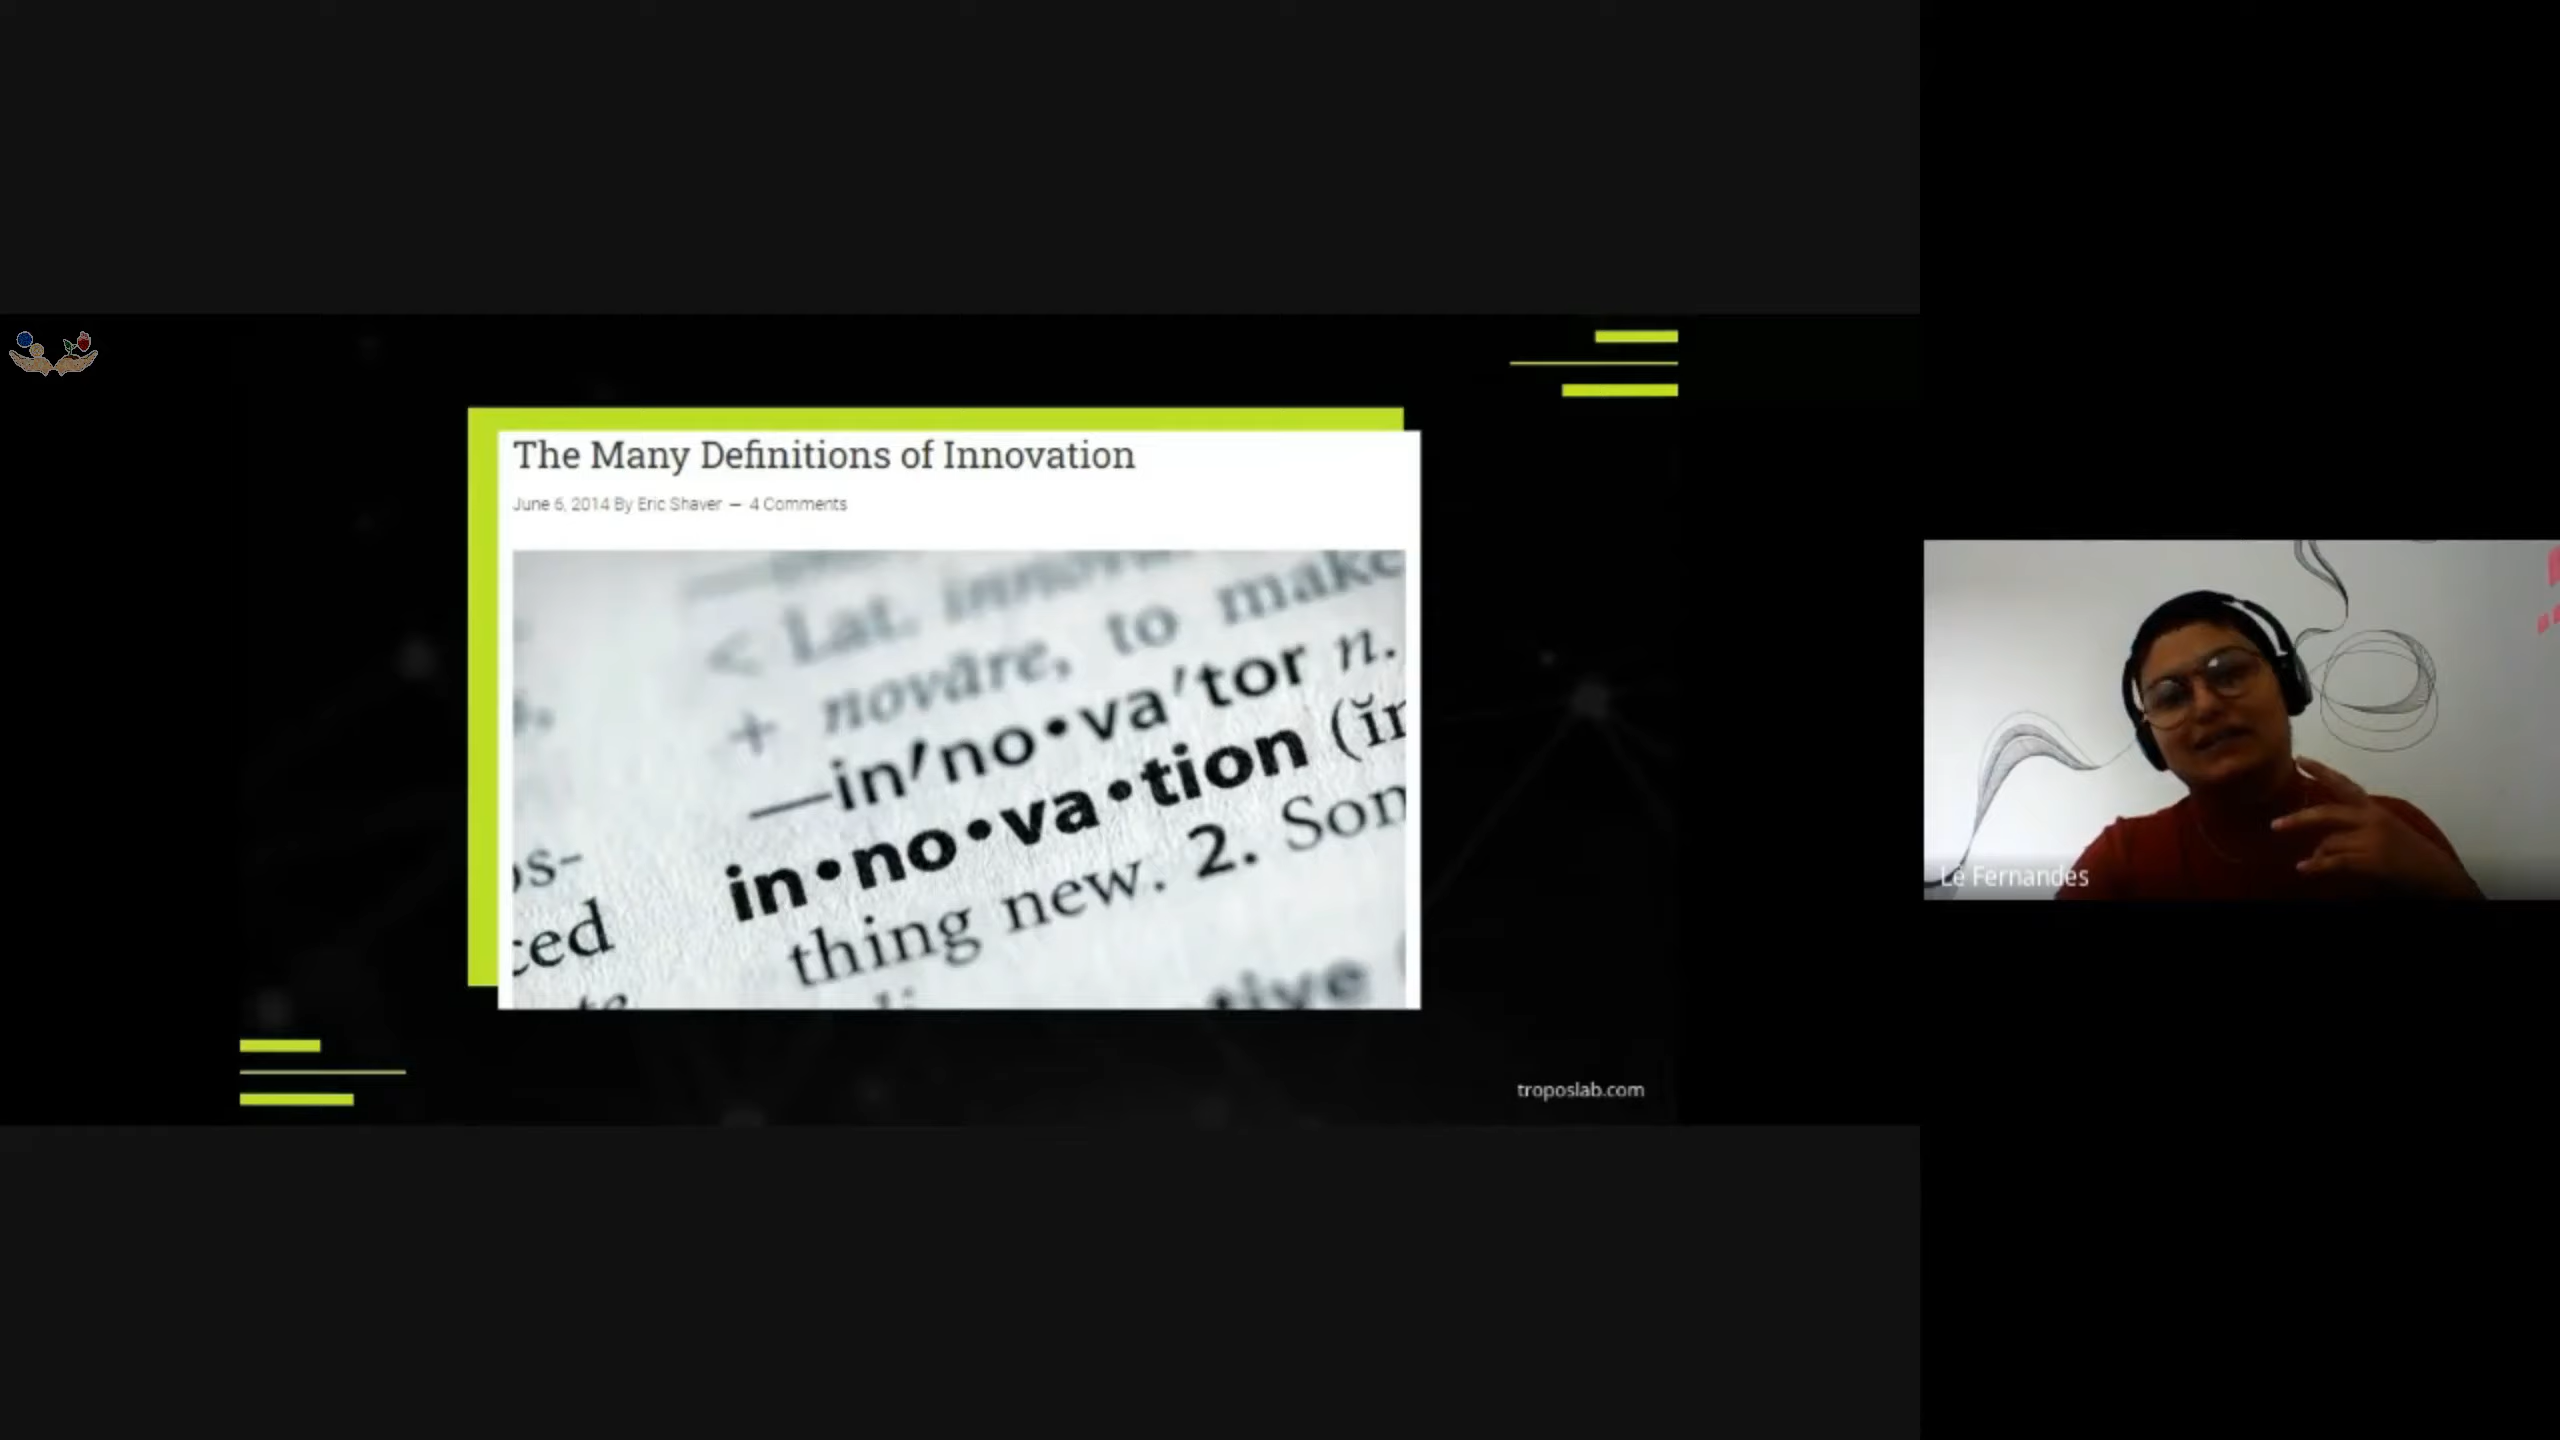 The Many Definitions of Innovation
June 6, 2014 By Eric Shaver — 4 Comments
< Lat.
+ novāre, to make
—in′no•va′tor n.
in•no•va•tion
thing new. 2.
troposlab.com
Le Fernandes